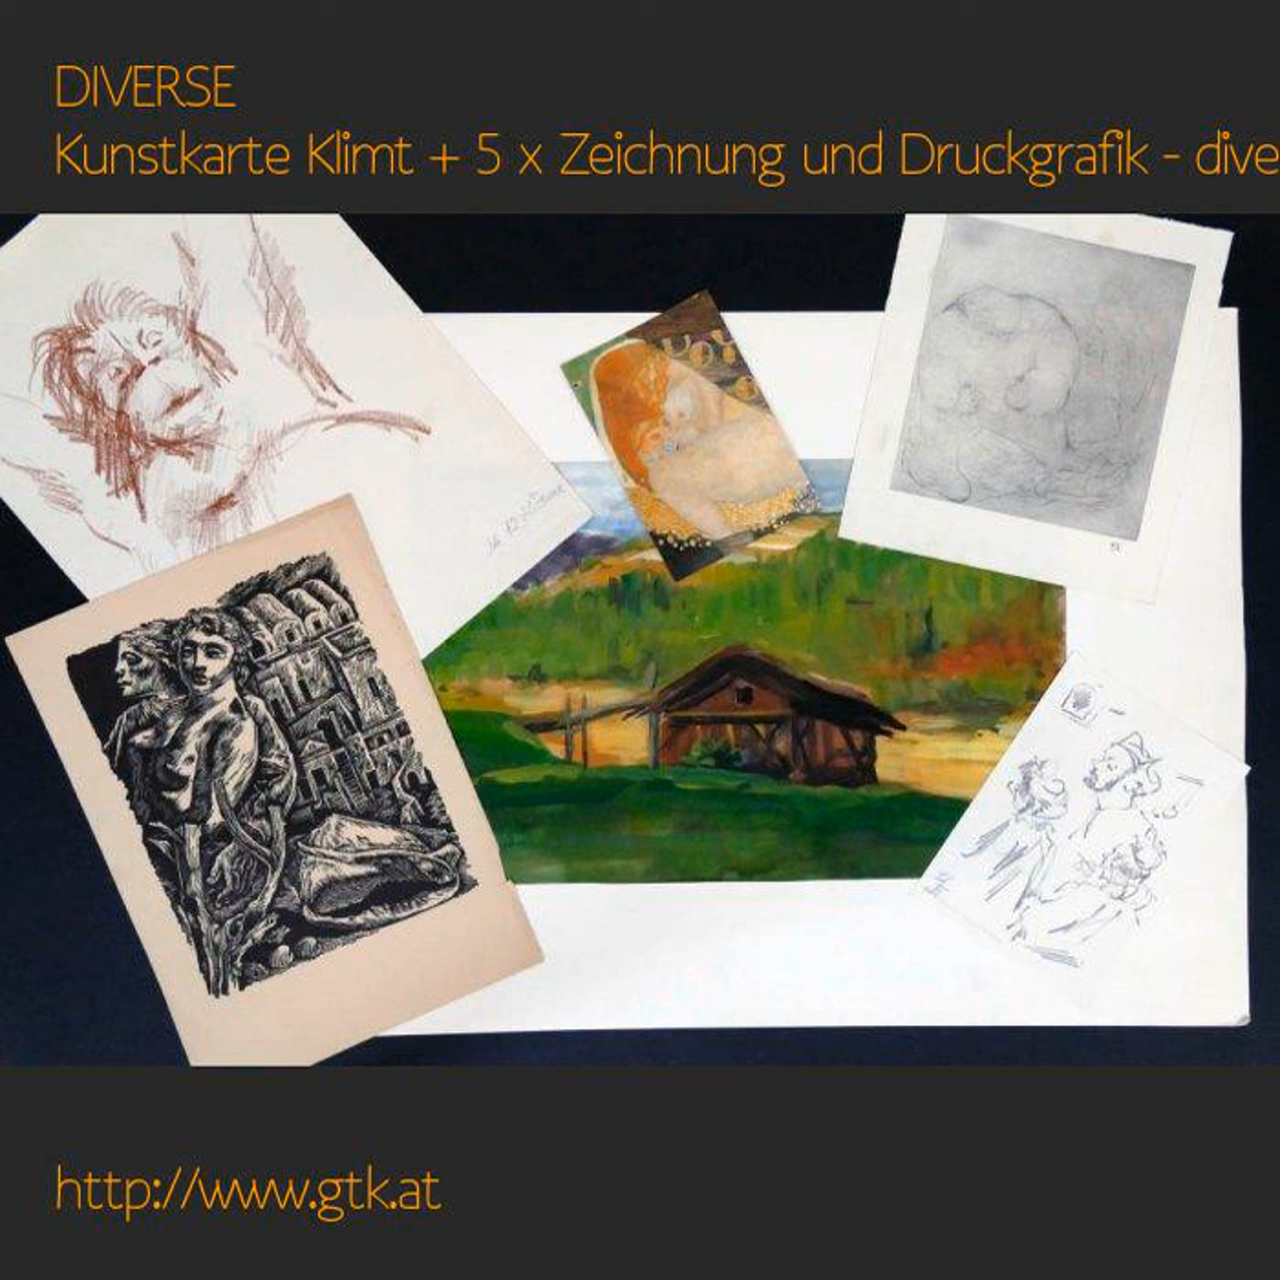 DIVERSE
Kunstkarte Klimt + 5 x Zeichnung und Druckgrafik - dive
http://www.gtk.at